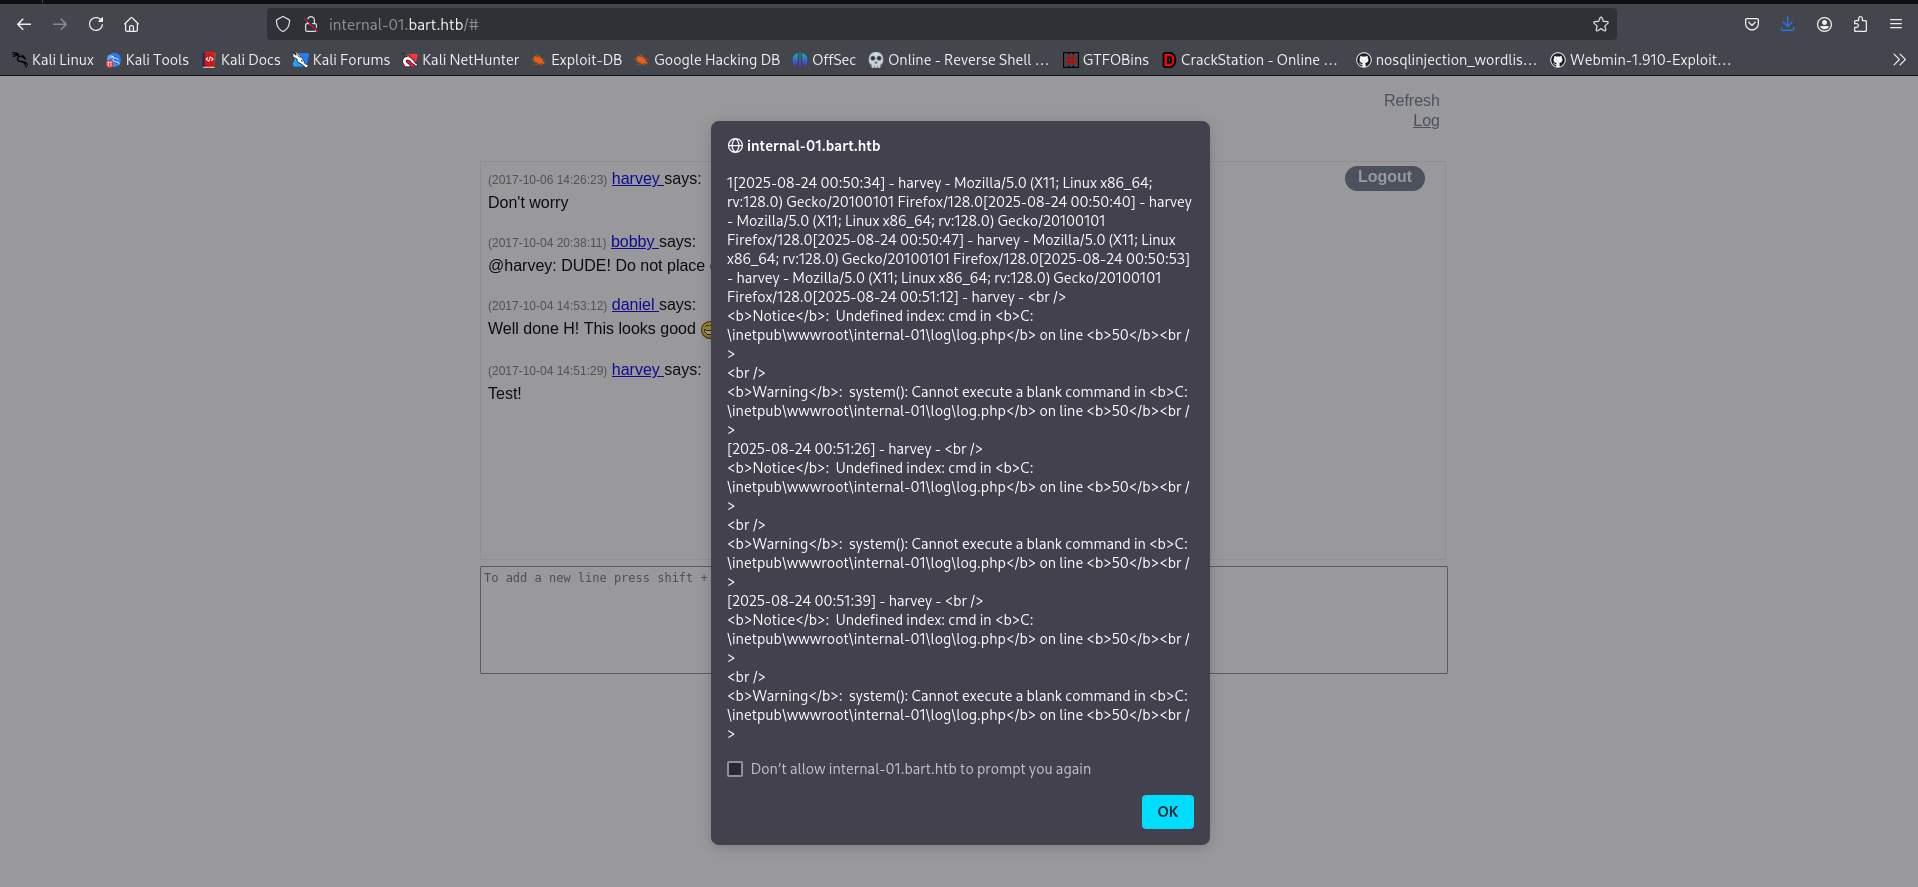 internal-01.bart.htb/#
Kali Linux Kali Tools Kali Docs Kali Forums Kali NetHunter Exploit-DB Google Hacking DB OffSec Online - Reverse Shell … GTFOBins CrackStation - Online … nosqlinjection_wordlis… Webmin-1.910-Exploit…
Refresh
Log
Logout
(2017-10-06 14:26:23) harvey says:
Don't worry
(2017-10-04 20:38:11) bobby says:
@harvey: DUDE! Do not place
(2017-10-04 14:53:12) daniel says:
Well done H! This looks good
(2017-10-04 14:51:29) harvey says:
Test!
To add a new line press shift +
internal-01.bart.htb
1[2025-08-24 00:50:34] - harvey - Mozilla/5.0 (X11; Linux x86_64;
rv:128.0) Gecko/20100101 Firefox/128.0[2025-08-24 00:50:40] - harvey
- Mozilla/5.0 (X11; Linux x86_64; rv:128.0) Gecko/20100101
Firefox/128.0[2025-08-24 00:50:47] - harvey - Mozilla/5.0 (X11; Linux
x86_64; rv:128.0) Gecko/20100101 Firefox/128.0[2025-08-24 00:50:53]
- harvey - Mozilla/5.0 (X11; Linux x86_64; rv:128.0) Gecko/20100101
Firefox/128.0[2025-08-24 00:51:12] - harvey - <br />
<b>Notice</b>:  Undefined index: cmd in <b>C:
\inetpub\wwwroot\internal-01\log\log.php</b> on line <b>50</b><br /
>
<br />
<b>Warning</b>:  system(): Cannot execute a blank command in <b>C:
\inetpub\wwwroot\internal-01\log\log.php</b> on line <b>50</b><br /
>
[2025-08-24 00:51:26] - harvey - <br />
<b>Notice</b>:  Undefined index: cmd in <b>C:
\inetpub\wwwroot\internal-01\log\log.php</b> on line <b>50</b><br /
>
<br />
<b>Warning</b>:  system(): Cannot execute a blank command in <b>C:
\inetpub\wwwroot\internal-01\log\log.php</b> on line <b>50</b><br /
>
[2025-08-24 00:51:39] - harvey - <br />
<b>Notice</b>:  Undefined index: cmd in <b>C:
\inetpub\wwwroot\internal-01\log\log.php</b> on line <b>50</b><br /
>
<br />
<b>Warning</b>:  system(): Cannot execute a blank command in <b>C:
\inetpub\wwwroot\internal-01\log\log.php</b> on line <b>50</b><br /
>
Don't allow internal-01.bart.htb to prompt you again
OK